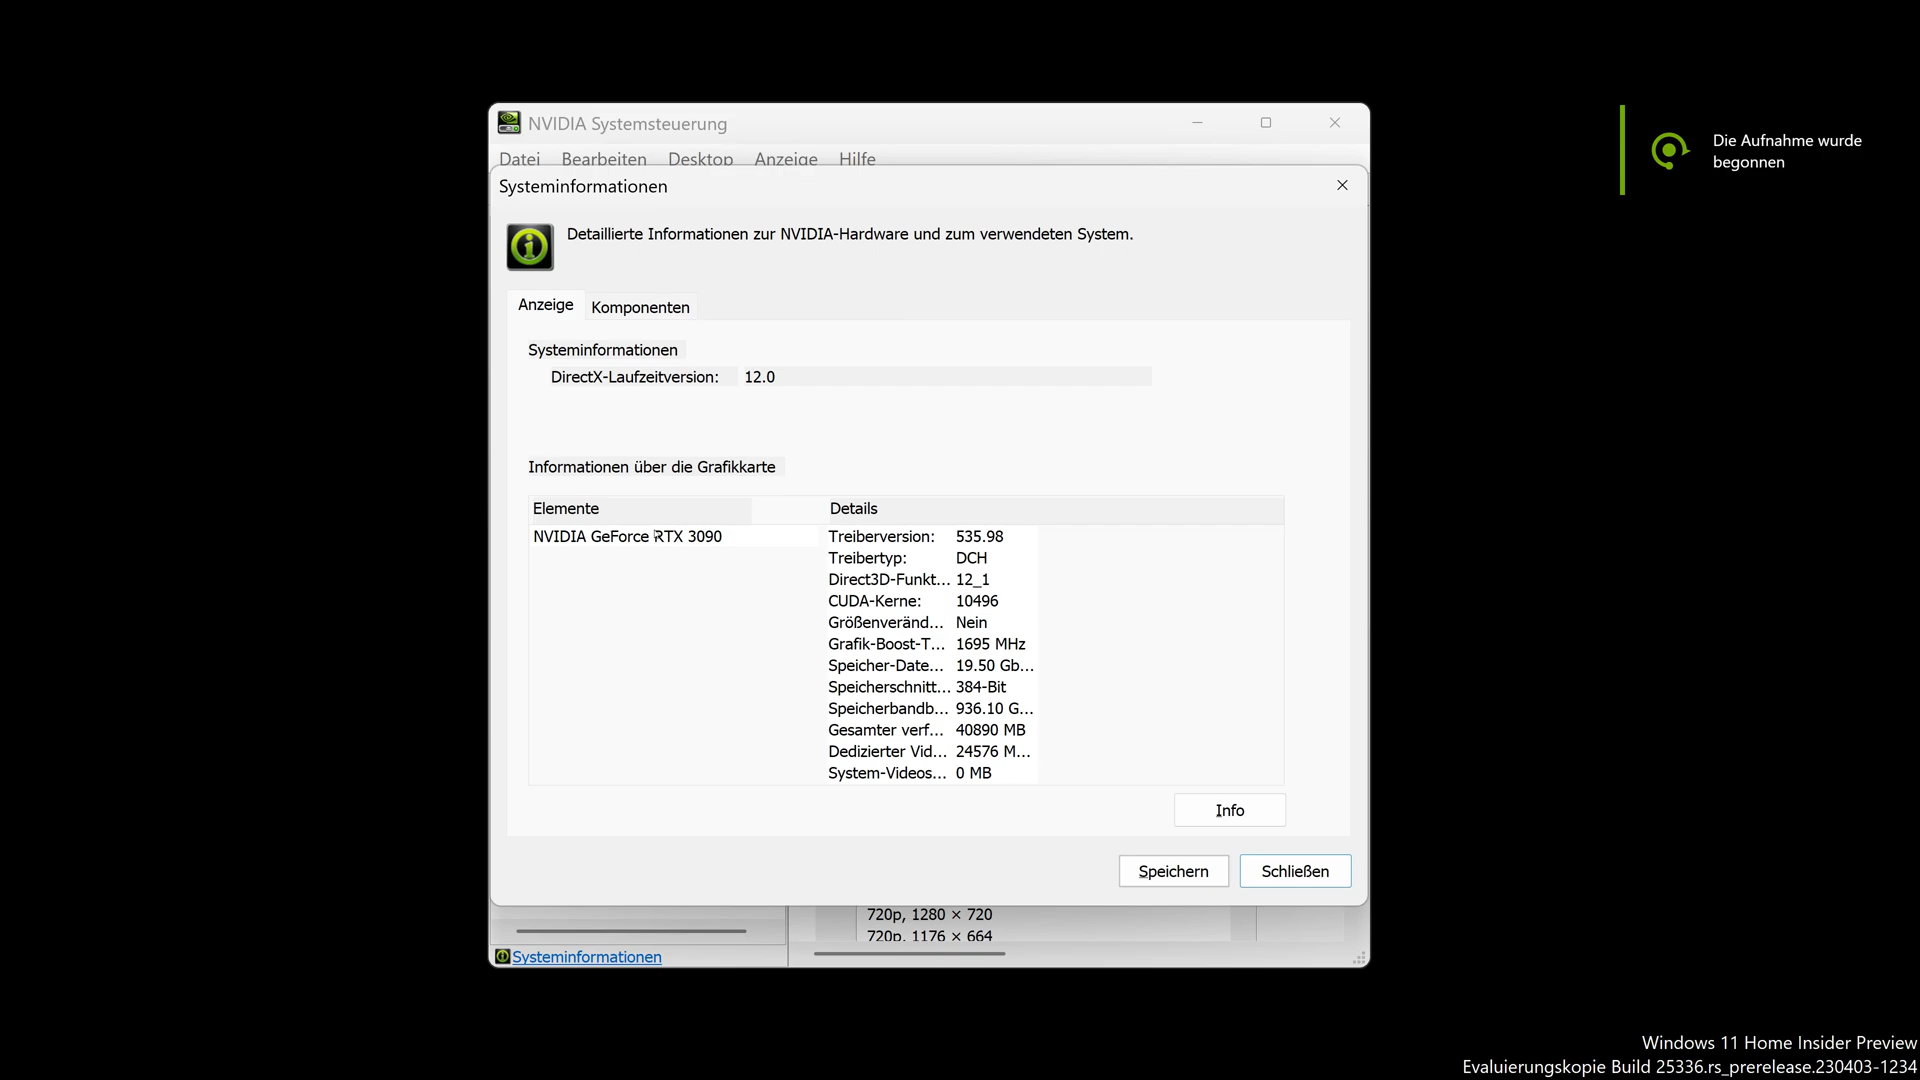 NVIDIA Systemsteuerung
Datei Bearbeiten Desktop Anzeige Hilfe
Systeminformationen
Detaillierte Informationen zur NVIDIA-Hardware und zum verwendeten System.
Anzeige Komponenten
Systeminformationen
DirectX-Laufzeitversion: 12.0
Informationen über die Grafikkarte
Elemente Details
NVIDIA GeForce RTX 3090 Treiberversion: 535.98
Treibertyp: DCH
Direct3D-Funkt... 12_1
CUDA-Kerne: 10496
Größenveränd... Nein
Grafik-Boost-T... 1695 MHz
Speicher-Date... 19.50 Gb...
Speicherschnitt... 384-Bit
Speicherbandb... 936.10 G...
Gesamter verf... 40890 MB
Dedizierter Vid... 24576 M...
System-Videos... 0 MB
Info
Speichern Schließen
720p, 1280 × 720
720p, 1176 × 664
Systeminformationen
Die Aufnahme wurde
begonnen
Windows 11 Home Insider Preview
Evaluierungskopie Build 25336.rs_prerelease.230403-1234